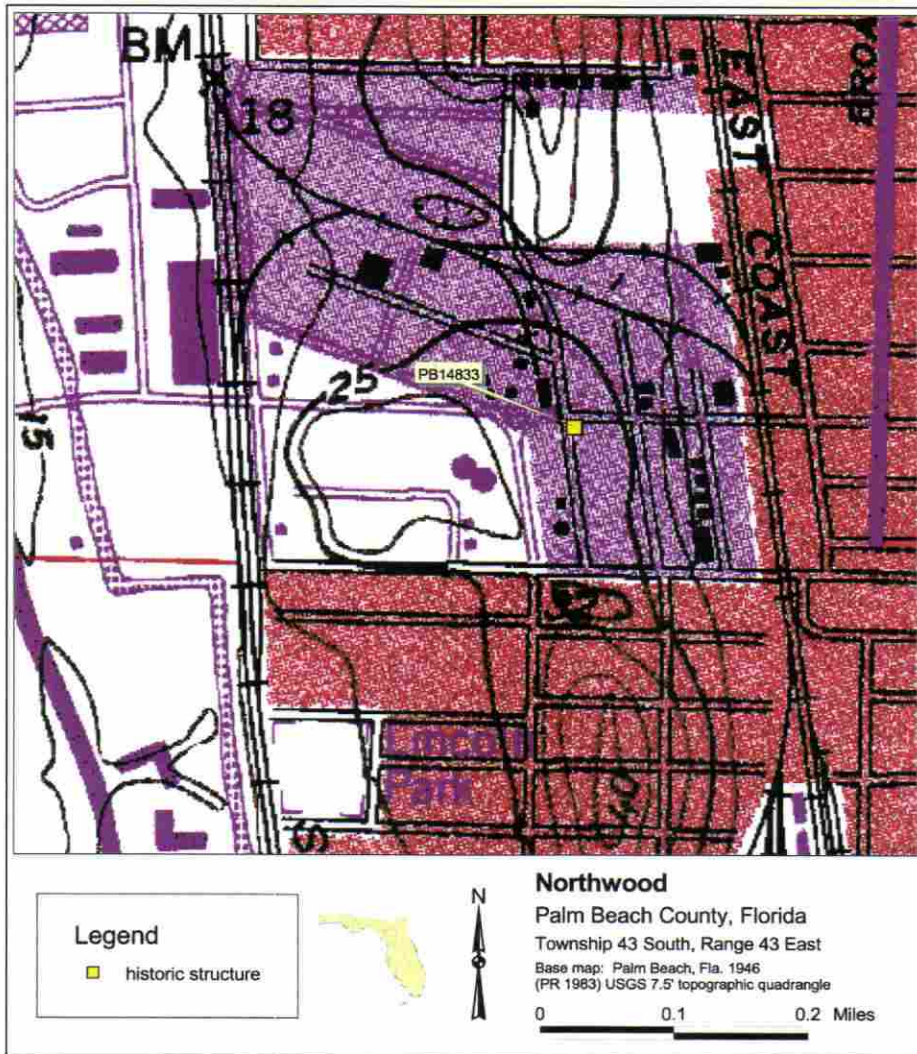 BM
18
EAST COAST
PROP
PB14833
25
15
Lincoln
Park
S
Legend
historic structure
N
Northwood
Palm Beach County, Florida
Township 43 South, Range 43 East
Base map: Palm Beach, Fla. 1946
(PR 1983) USGS 7.5' topographic quadrangle
0 0.1 0.2 Miles